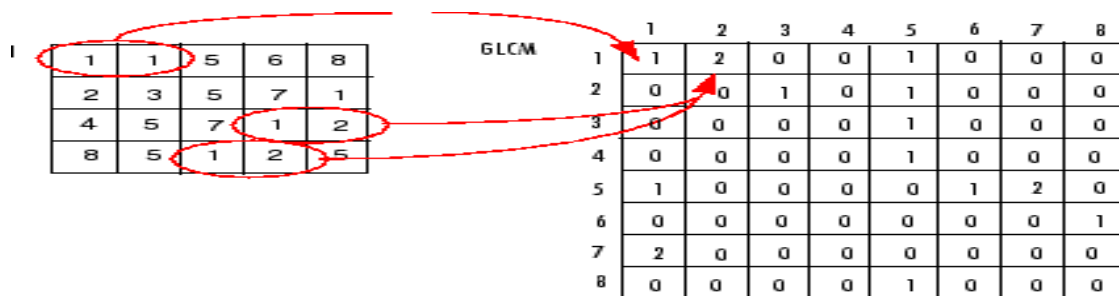 I
1 1 5 6 8
2 3 5 7 1
4 5 7 1 2
8 5 1 2 5
GLCM
1 2 3 4 5 6 7 8
1 1 2 0 0 1 0 0 0
2 0 0 1 0 1 0 0 0
3 0 0 0 0 1 0 0 0
4 0 0 0 0 1 0 0 0
5 1 0 0 0 0 1 2 0
6 0 0 0 0 0 0 0 1
7 2 0 0 0 0 0 0 0
8 0 0 0 0 1 0 0 0